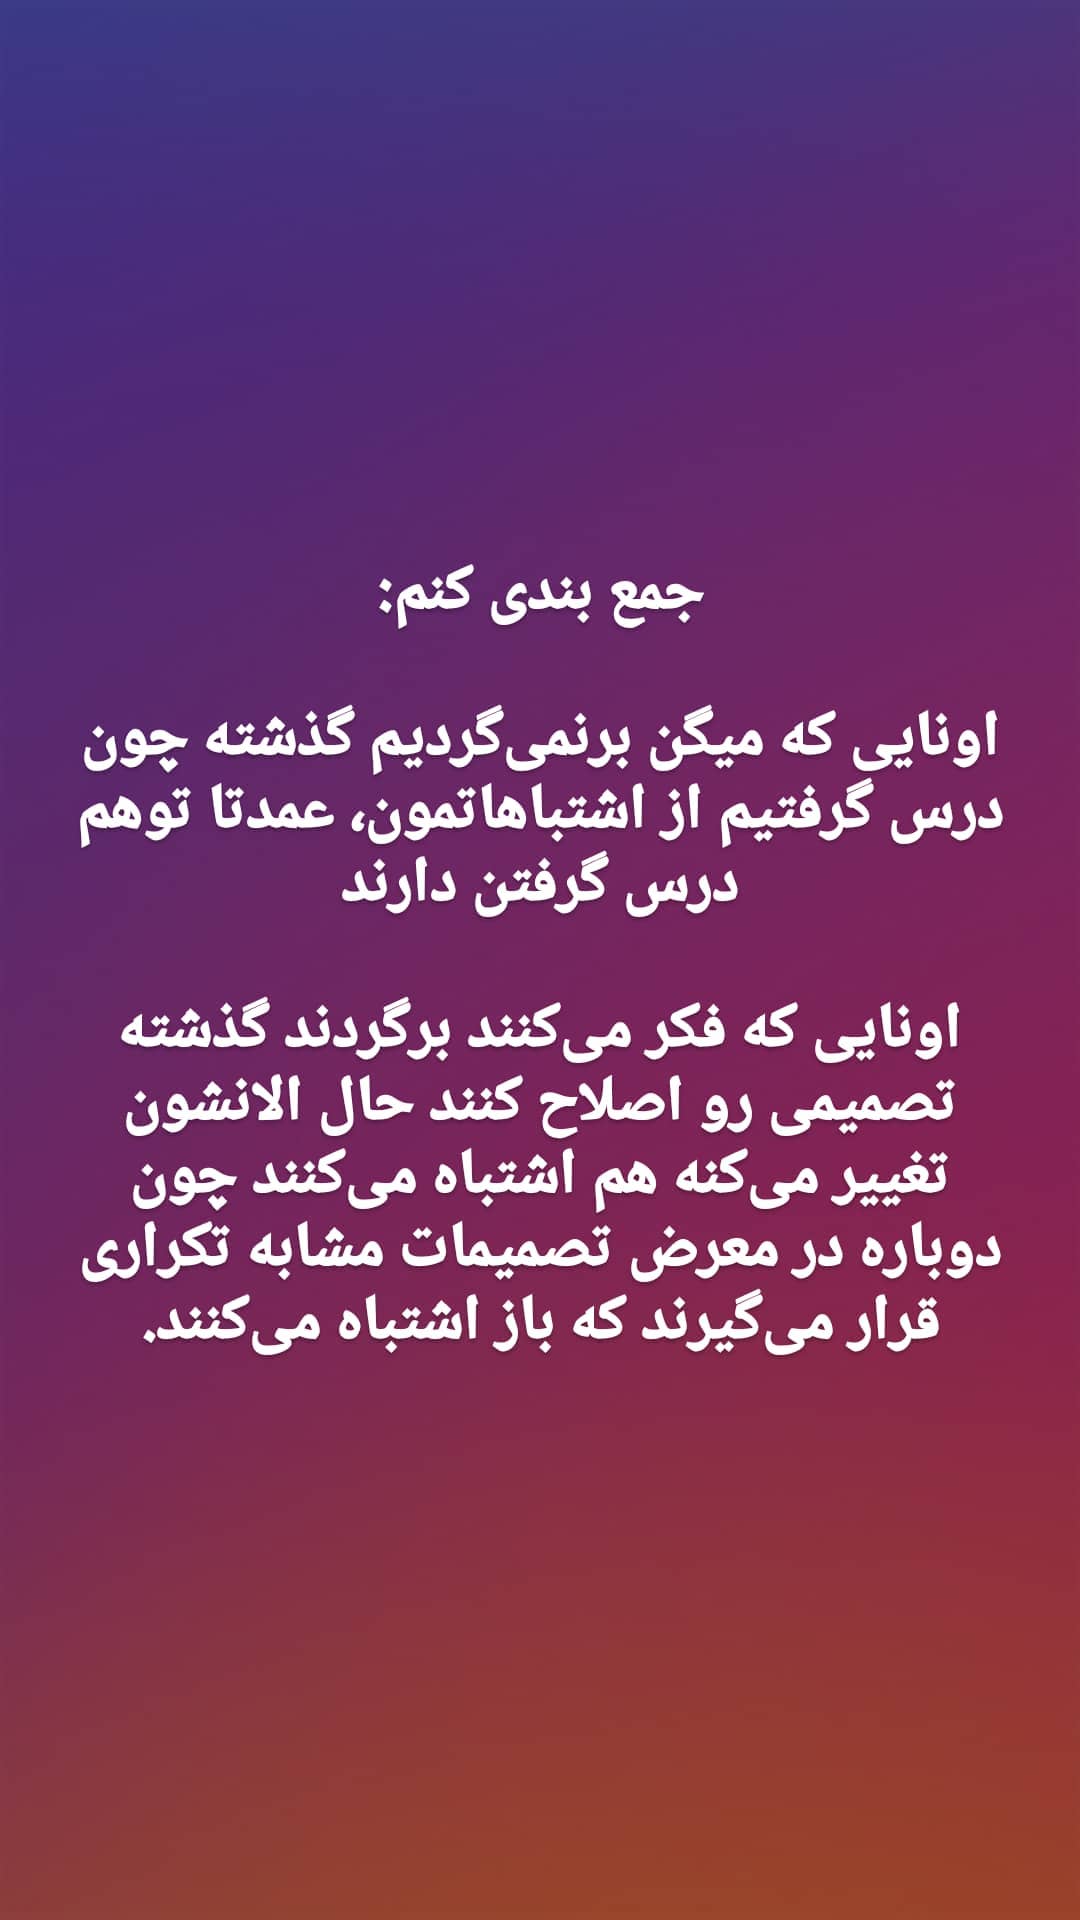 جمع بندی کنم:
اونایی که میگن برنمی‌گردیم گذشته چون
درس گرفتیم از اشتباهاتمون، عمدتا توهم
درس گرفتن دارند
اونایی که فکر می‌کنند برگردند گذشته
تصمیمی رو اصلاح کنند حال الانشون
تغییر می‌کنه هم اشتباه می‌کنند چون
دوباره در معرض تصمیمات مشابه تکراری
قرار می‌گیرند که باز اشتباه می‌کنند.